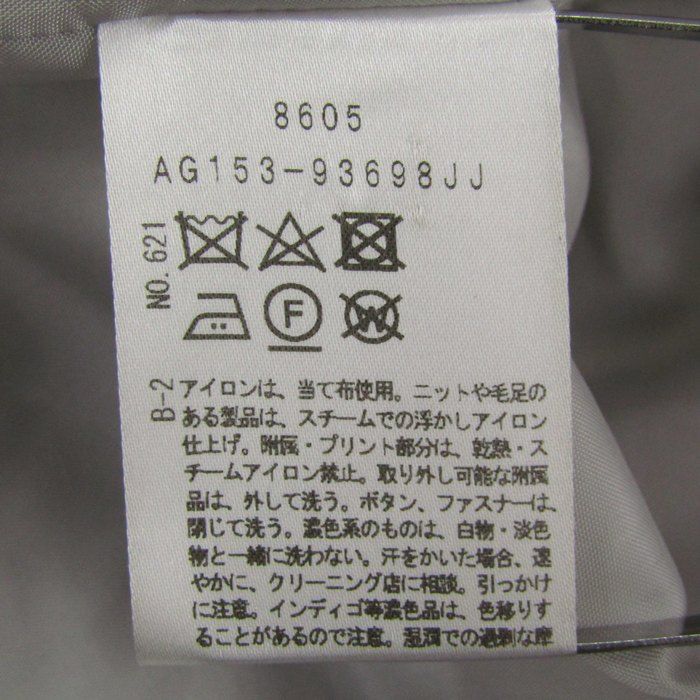 8605
AG153-93698JJ
NO. 621
F
W
B-2
アイロンは、当て布使用。ニットや毛足の
ある製品は、スチームでの浮かしアイロン
仕上げ。附属・プリント部分は、乾熱・ス
チームアイロン禁止。取り外し可能な附属
品は、外して洗う。ボタン、ファスナーは、
閉じて洗う。濃色系のものは、白物・淡色
物と一緒に洗わない。汗をかいた場合、速
やかに、クリーニング店に相談。引っかけ
に注意。インディゴ等濃色品は、色移りす
ることがあるので注意。湿潤での過剰な摩